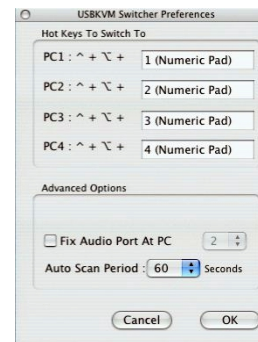 USBKVM Switcher Preferences
Hot Keys To Switch To
PC1 : ^ + ⌥ + 1 (Numeric Pad)
PC2 : ^ + ⌥ + 2 (Numeric Pad)
PC3 : ^ + ⌥ + 3 (Numeric Pad)
PC4 : ^ + ⌥ + 4 (Numeric Pad)
Advanced Options
Fix Audio Port At PC 2
Auto Scan Period : 60 Seconds
Cancel OK